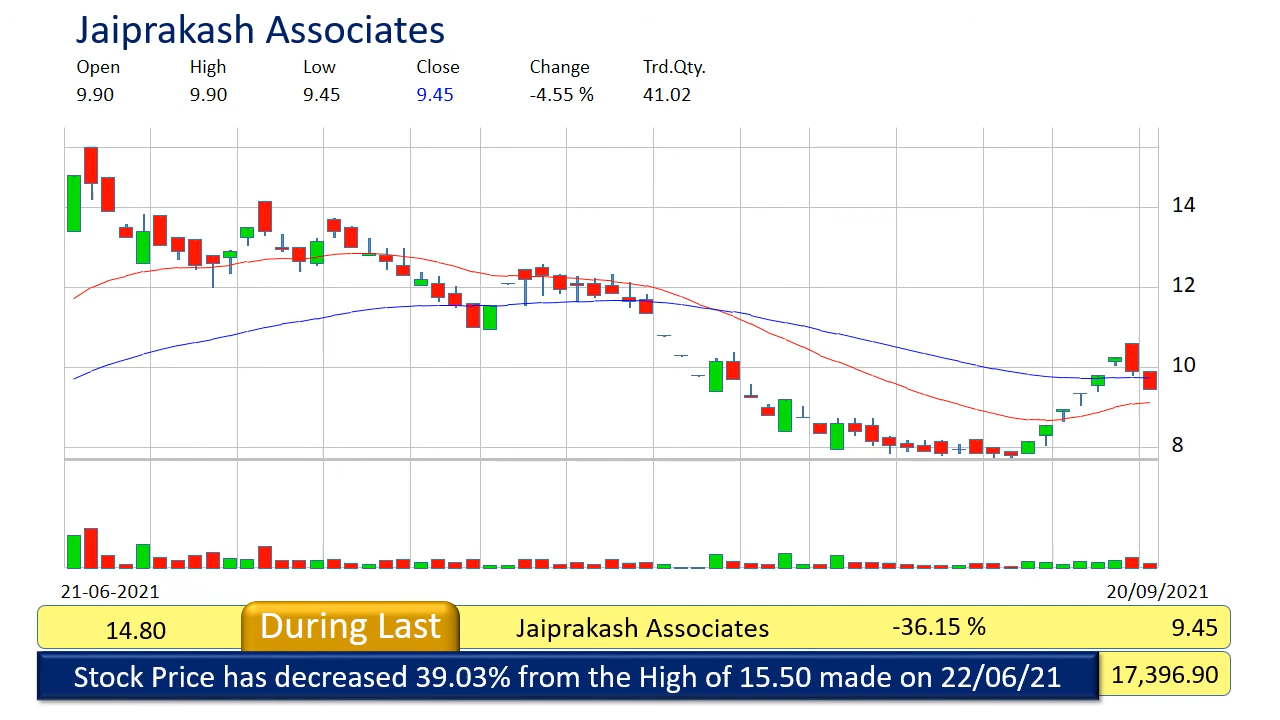 Jaiprakash Associates
Open High Low Close Change Trd.Qty.
9.90 9.90 9.45 9.45 -4.55 % 41.02
14
12
10
8
21-06-2021 20/09/2021
14.80 During Last Jaiprakash Associates -36.15 % 9.45
Stock Price has decreased 39.03% from the High of 15.50 made on 22/06/21 17,396.90